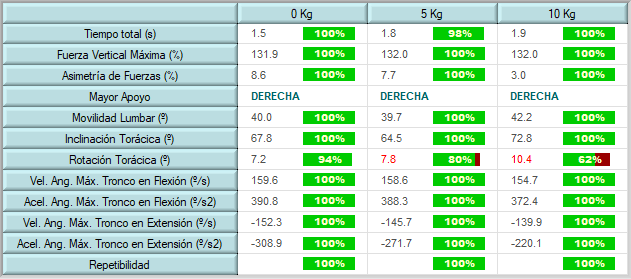 0 Kg 5 Kg 10 Kg
Tiempo total (s) 1.5 100% 1.8 98% 1.9 100%
Fuerza Vertical Máxima (%) 131.9 100% 132.0 100% 132.0 100%
Asimetría de Fuerzas (%) 8.6 100% 7.7 100% 3.0 100%
Mayor Apoyo DERECHA DERECHA DERECHA
Movilidad Lumbar (º) 40.0 100% 39.7 100% 42.2 100%
Inclinación Torácica (º) 67.8 100% 64.5 100% 72.8 100%
Rotación Torácica (º) 7.2 94% 7.8 80% 10.4 62%
Vel. Ang. Máx. Tronco en Flexión (º/s) 159.6 100% 158.6 100% 154.7 100%
Acel. Ang. Máx. Tronco en Flexión (º/s2) 390.8 100% 388.3 100% 372.4 100%
Vel. Ang. Máx. Tronco en Extensión (º/s) -152.3 100% -145.7 100% -139.9 100%
Acel. Ang. Máx. Tronco en Extensión (º/s2) -308.9 100% -271.7 100% -220.1 100%
Repetibilidad 100% 100% 100%